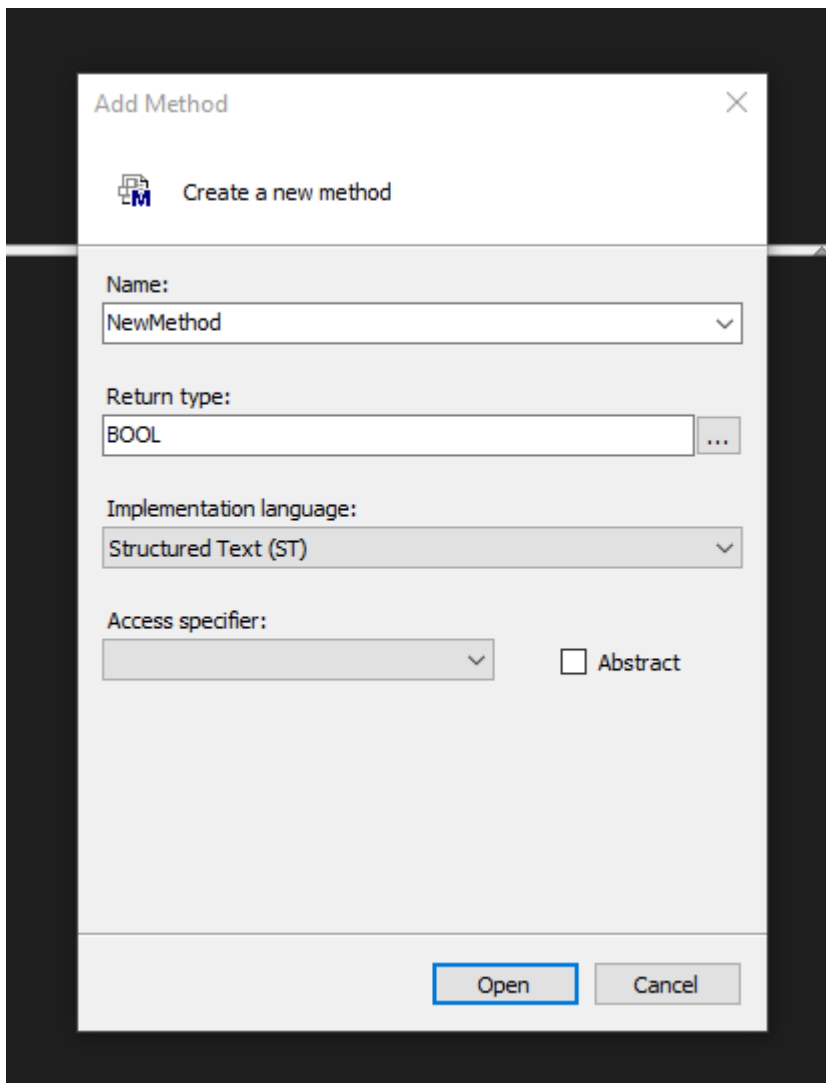 Add Method
Create a new method
Name:
NewMethod
Return type:
BOOL
...
Implementation language:
Structured Text (ST)
Access specifier:
Abstract
Open
Cancel